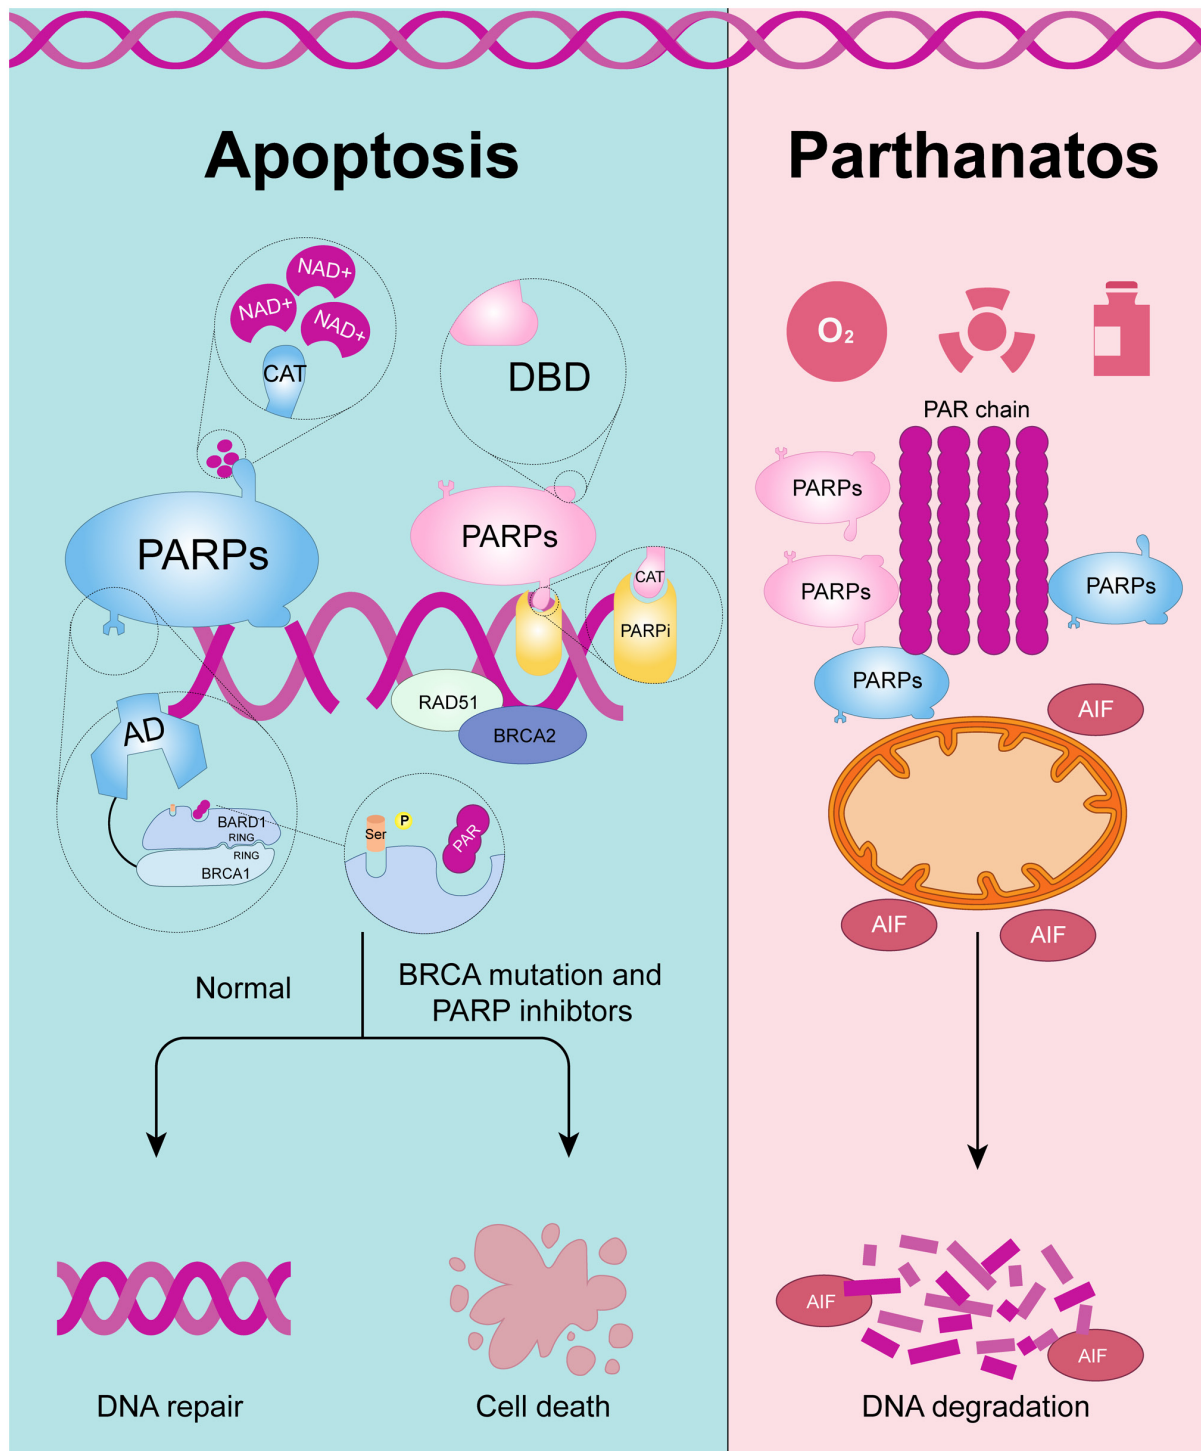 Apoptosis
NAD+
NAD+
NAD+
CAT
DBD
PARPs
PARPs
CAT
PARPi
RAD51
BRCA2
AD
BARD1
RING
RING
BRCA1
Ser
P
PAR
Normal
BRCA mutation and
PARP inhibtors
DNA repair
Cell death
Parthanatos
O₂
PAR chain
PARPs
PARPs
PARPs
PARPs
AIF
AIF
AIF
AIF
AIF
DNA degradation